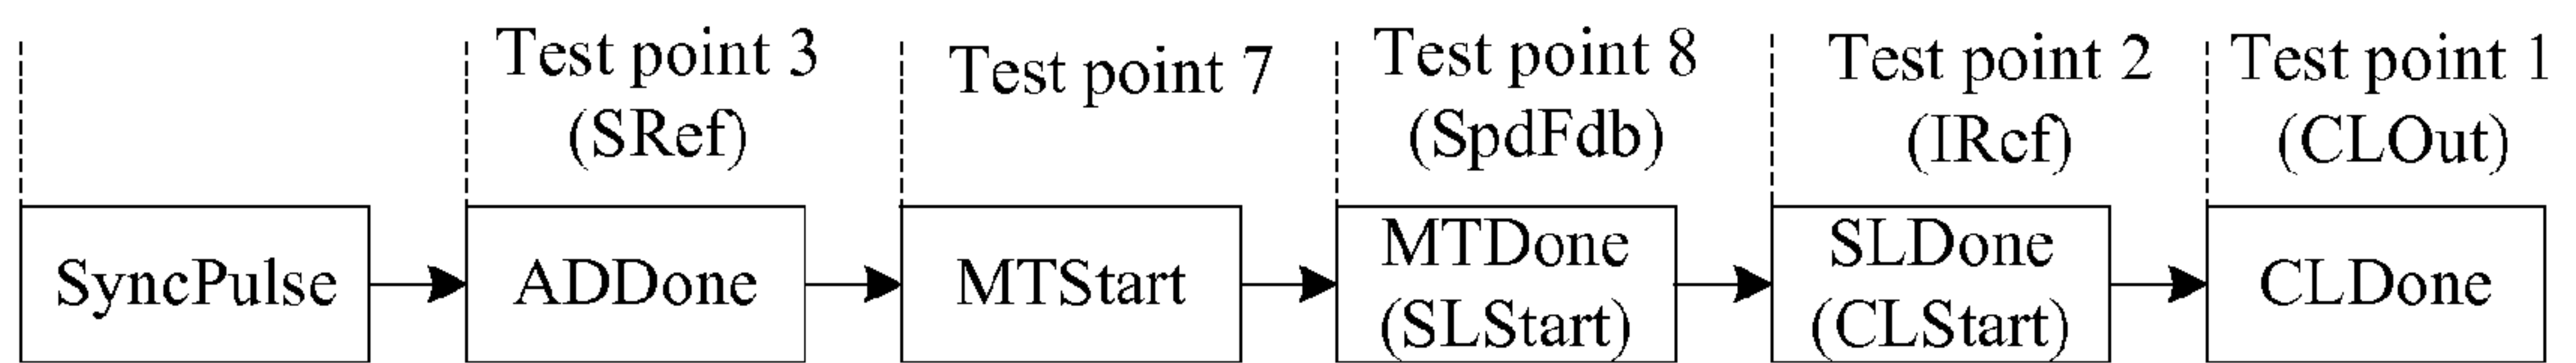 Test point 3
(SRef)
Test point 7
Test point 8
(SpdFdb)
Test point 2
(IRcf)
Test point 1
(CLOut)
SyncPulse
ADDone
MTStart
MTDone
(SLStart)
SLDone
(CLStart)
CLDone